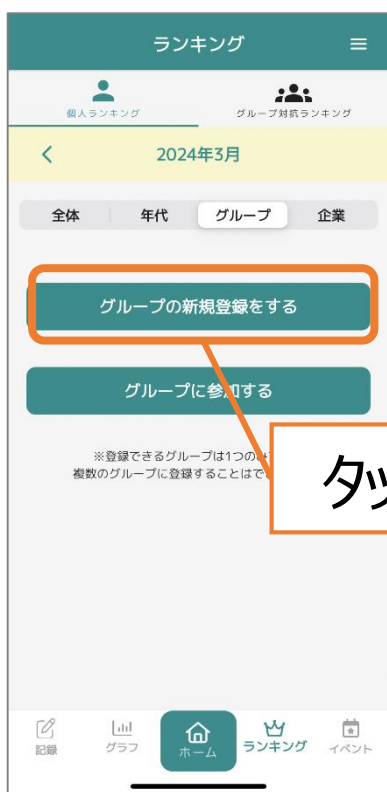 ランキング
個人ランキング
グループ対抗ランキング
2024年3月
全体
年代
グループ
企業
グループの新規登録をする
グループに参加する
※登録できるグループは1つの
複数のグループに登録することは
タッ
記録
グラフ
ホーム
ランキング
イベント